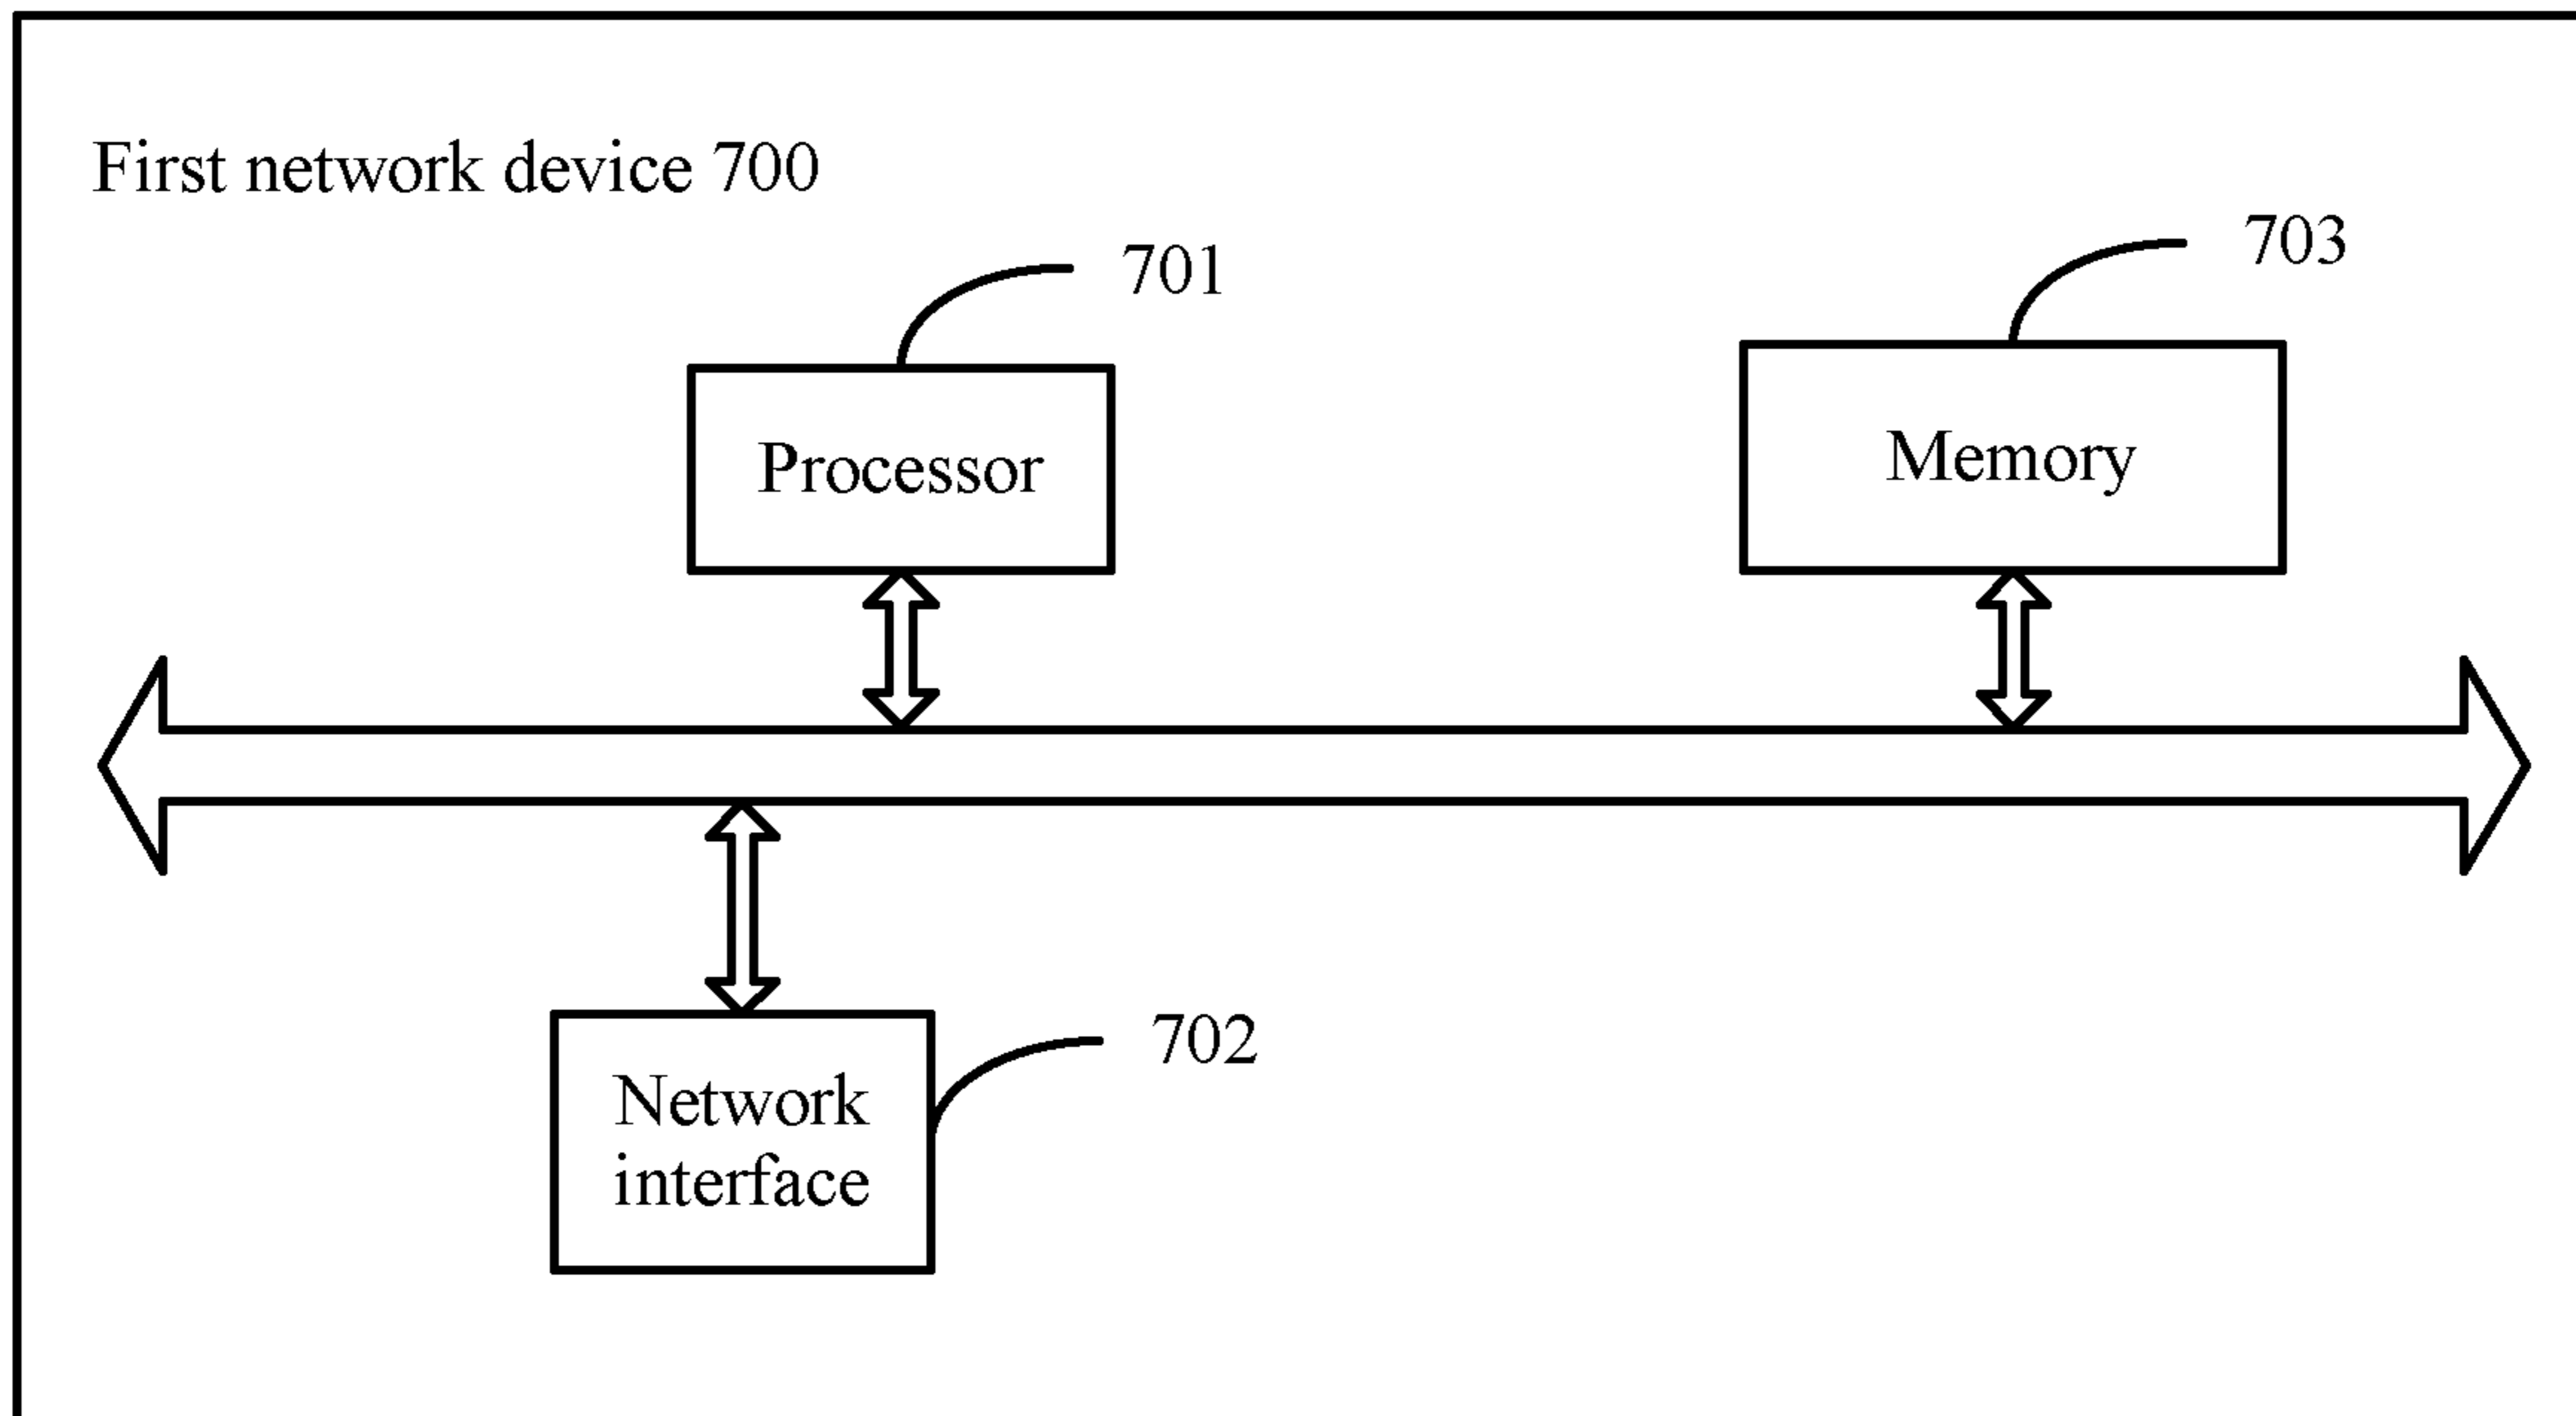 First network device 700
701
703
Processor
Memory
702
Network
interface